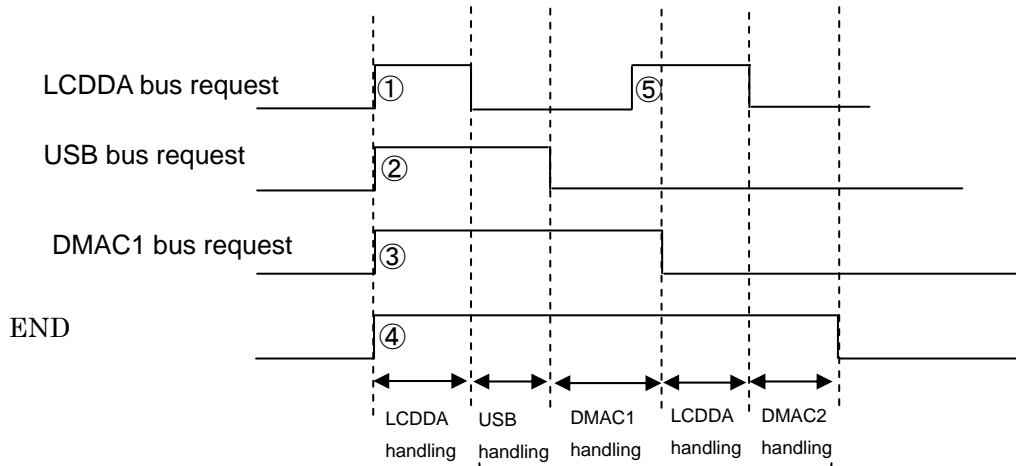 LCDDA bus request
① ⑤
USB bus request
②
DMAC1 bus request
③
END
④
LCDDA handling
USB handling
DMAC1 handling
LCDDA handling
DMAC2 handling